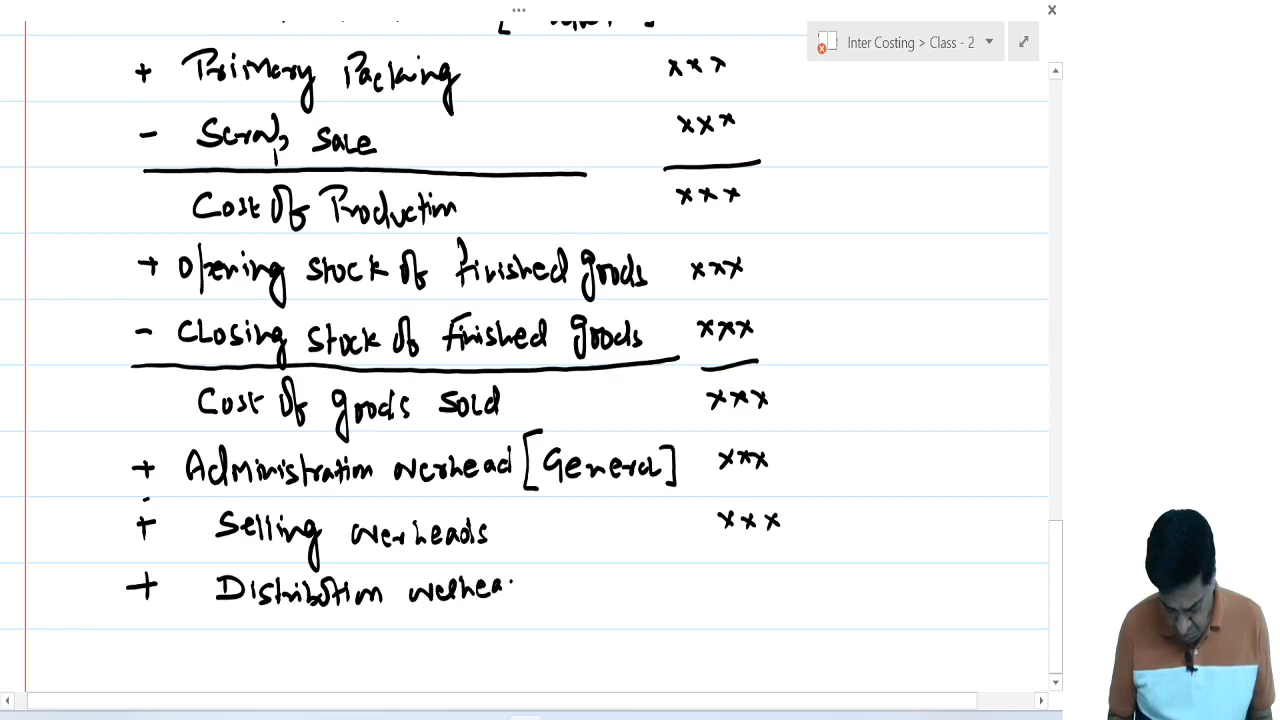 Inter Costing > Class - 2
+ Primary Packing xxx
- Scrap Sale xxx
Cost Of Production xxx
+ Opening Stock Of Finished goods xxx
- Closing Stock Of Finished goods xxx
Cost Of goods Sold xxx
+ Administration overhead [General] xxx
+ Selling overheads xxx
+ Distribution overhea